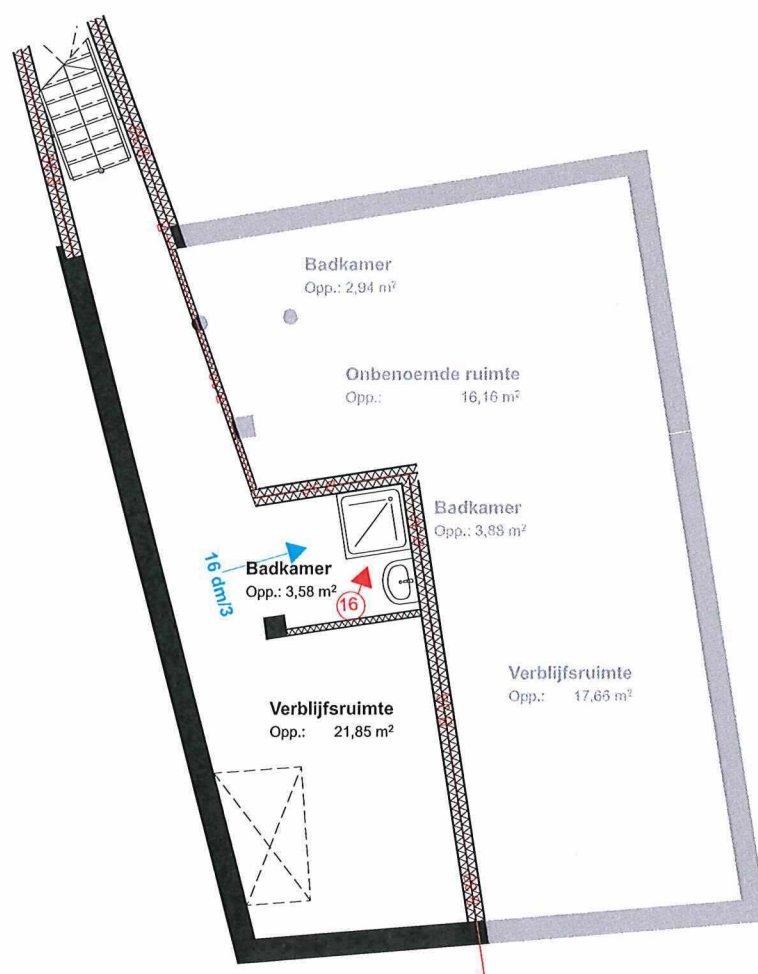 Badkamer
Opp.: 2,94 m²
Onbenoemde ruimte
Opp.: 16,16 m²
Badkamer
Opp.: 3,88 m²
16 dm/3
Badkamer
Opp.: 3,58 m²
16
Verblijfsruimte
Opp.: 17,66 m²
Verblijfsruimte
Opp.: 21,85 m²